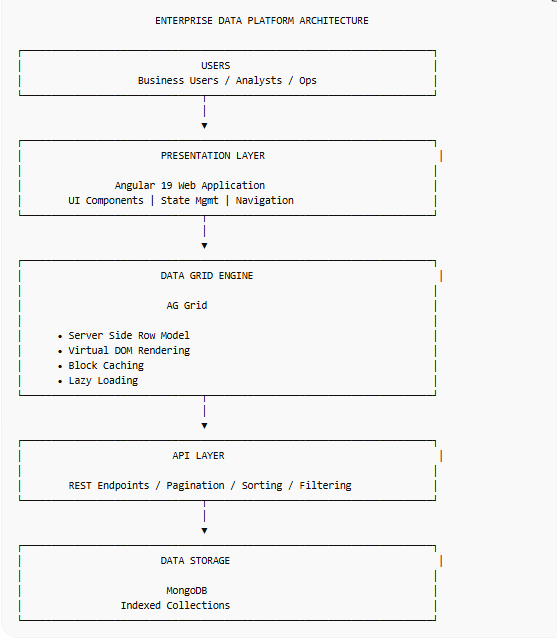 ENTERPRISE DATA PLATFORM ARCHITECTURE
USERS
Business Users / Analysts / Ops
PRESENTATION LAYER
Angular 19 Web Application
UI Components | State Mgmt | Navigation
DATA GRID ENGINE
AG Grid
• Server Side Row Model
• Virtual DOM Rendering
• Block Caching
• Lazy Loading
API LAYER
REST Endpoints / Pagination / Sorting / Filtering
DATA STORAGE
MongoDB
Indexed Collections